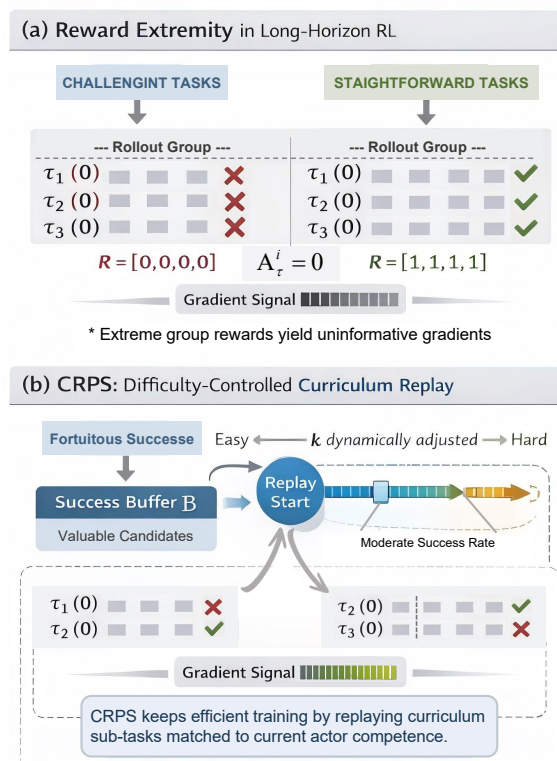 (a) Reward Extremity in Long-Horizon RL
CHALLENGINT TASKS
STAIGHTFORWARD TASKS
--- Rollout Group ---
τ₁ (0)
τ₂ (0)
τ₃ (0)
--- Rollout Group ---
τ₁ (0)
τ₂ (0)
τ₃ (0)
R = [0,0,0,0]
A^i_τ = 0
R = [1,1,1,1]
Gradient Signal
* Extreme group rewards yield uninformative gradients
(b) CRPS: Difficulty-Controlled Curriculum Replay
Fortuitous Successe
Easy ← k dynamically adjusted → Hard
Success Buffer B
Valuable Candidates
Replay
Start
Moderate Success Rate
τ₁ (0)
τ₂ (0)
τ₂ (0)
τ₃ (0)
Gradient Signal
CRPS keeps efficient training by replaying curriculum
sub-tasks matched to current actor competence.